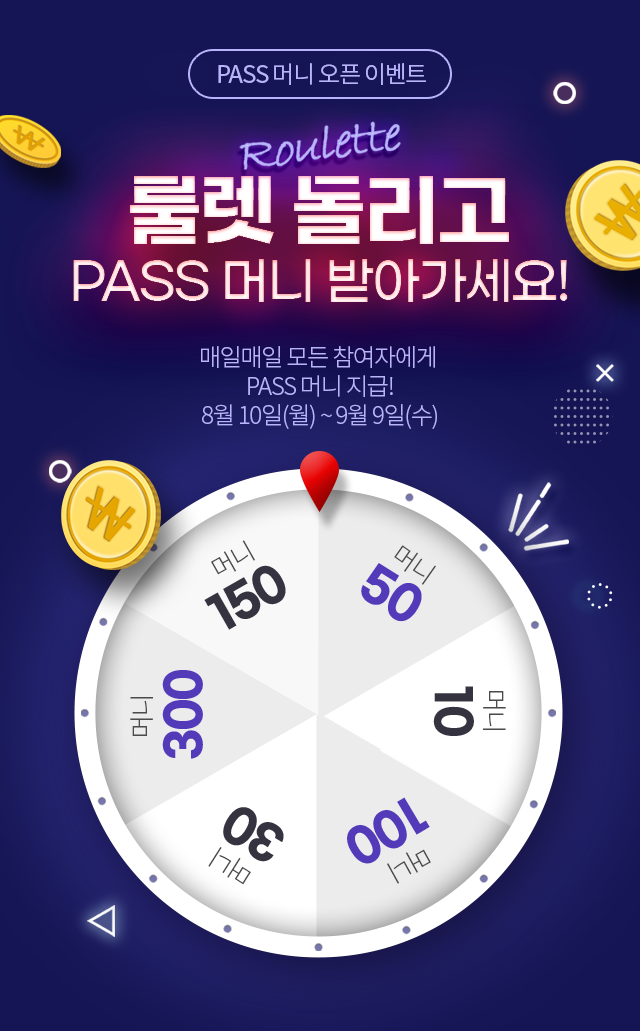 PASS 머니 오픈 이벤트
Roulette
룰렛 돌리고
PASS 머니 받아가세요!
매일매일 모든 참여자에게
PASS 머니 지급!
8월 10일(월) ~ 9월 9일(수)
머니
150
머니
50
머니
300
머니
10
머니
30
머니
100